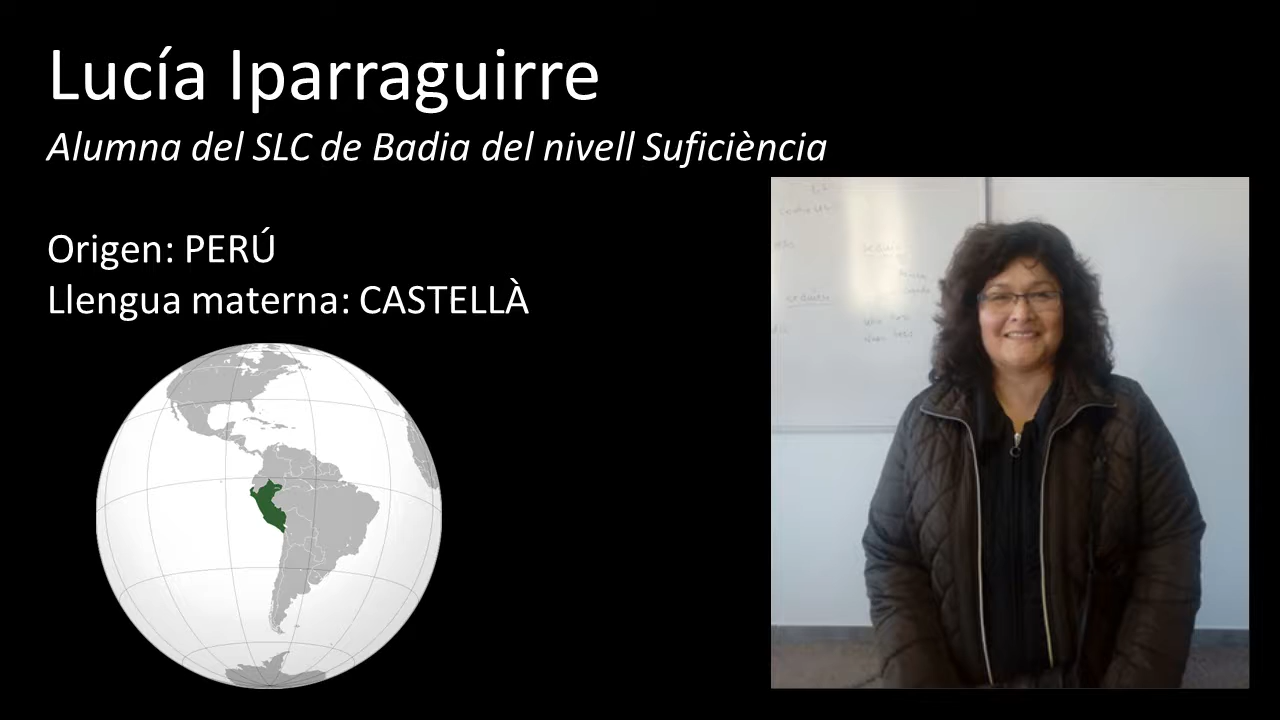 Lucía Iparraguirre
Alumna del SLC de Badia del nivell Suficiència
Origen: PERÚ
Llengua materna: CASTELLÀ